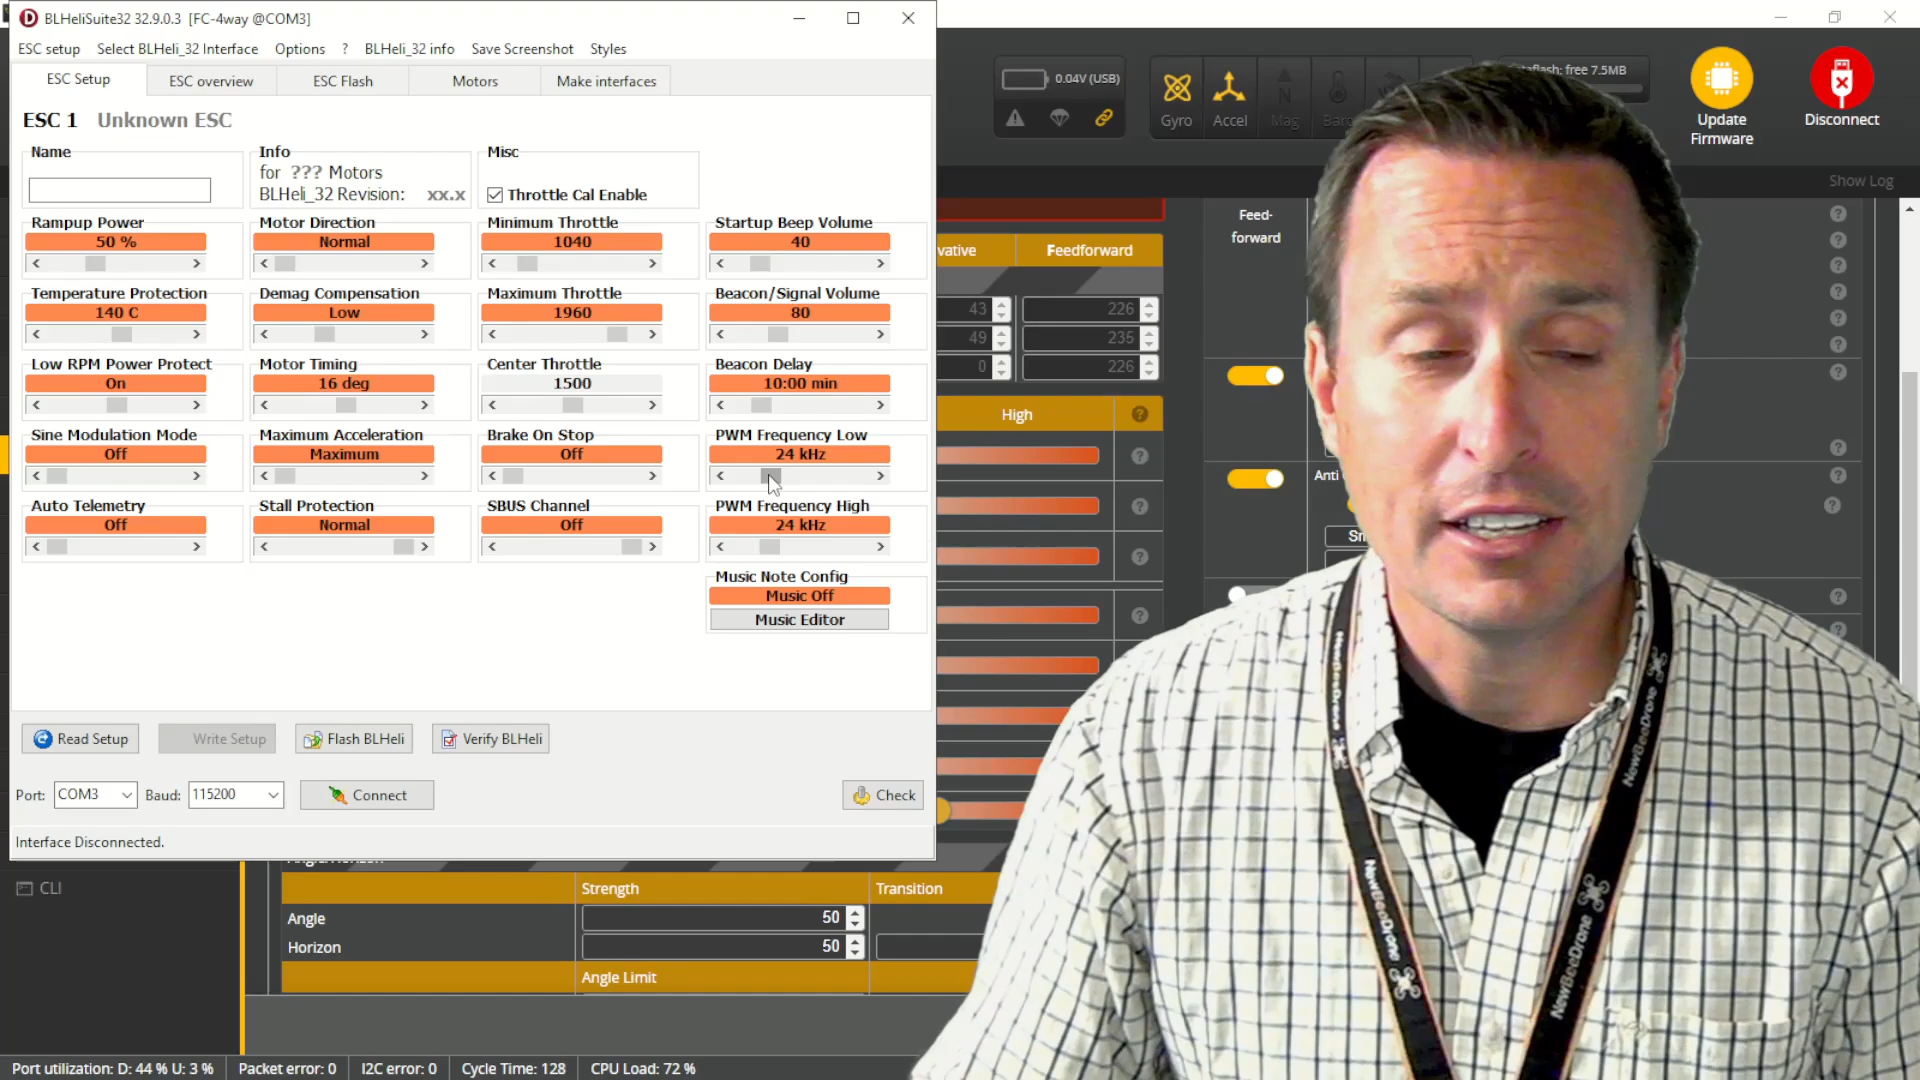 BLHeliSuite32 32.9.0.3 [FC-4way @COM3]
ESC setup Select BLHeli_32 Interface Options ? BLHeli_32 info Save Screenshot Styles
ESC Setup ESC overview ESC Flash Motors Make interfaces
ESC 1 Unknown ESC
Name
Info
for ??? Motors
BLHeli_32 Revision: xx.x
Misc
Throttle Cal Enable
Rampup Power Motor Direction Minimum Throttle Startup Beep Volume
50 % Normal 1040 40
Temperature Protection Demag Compensation Maximum Throttle Beacon/Signal Volume
140 C Low 1960 80
Low RPM Power Protect Motor Timing Center Throttle Beacon Delay
On 16 deg 1500 10:00 min
Sine Modulation Mode Maximum Acceleration Brake On Stop PWM Frequency Low
Off Maximum Off 24 kHz
Auto Telemetry Stall Protection SBUS Channel PWM Frequency High
Off Normal Off 24 kHz
Music Note Config
Music Off
Music Editor
Read Setup Write Setup Flash BLHeli Verify BLHeli
Port: COM3 Baud: 115200 Connect Check
Interface Disconnected.
0.04V (USB)
Gyro Accel Mag
free 7.5MB
Update
Firmware
Disconnect
Show Log
Feed-
forward
Feedforward
43 226
49 235
0 226
High
Anti
CLI
Strength Transition
Angle 50
Horizon 50
Angle Limit
NewBeeDrone
NewBeeDrone
NewBeeDrone
Port utilization: D: 44 % U: 3 % Packet error: 0 I2C error: 0 Cycle Time: 128 CPU Load: 72 %